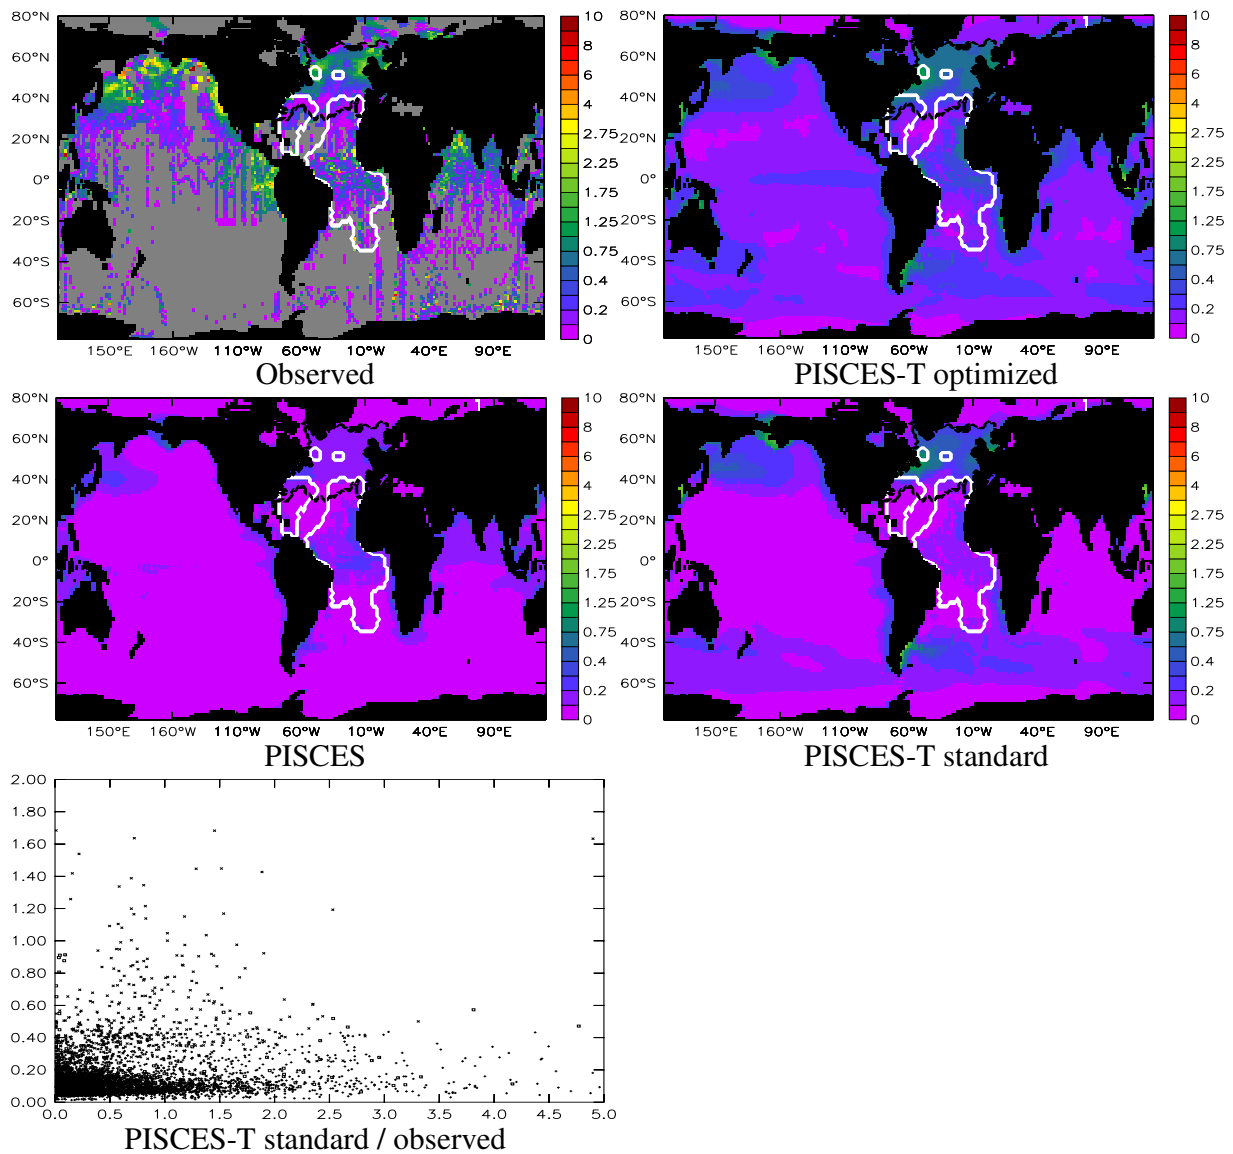 80°N
60°N
40°N
20°N
0°
20°S
40°S
60°S
150°E 160°W 110°W 60°W 10°W 40°E 90°E
10
8
6
4
2.75
2.25
1.75
1.25
0.75
0.4
0.2
0
Observed
80°N
60°N
40°N
20°N
0°
20°S
40°S
60°S
150°E 160°W 110°W 60°W 10°W 40°E 90°E
10
8
6
4
2.75
2.25
1.75
1.25
0.75
0.4
0.2
0
PISCES-T optimized
80°N
60°N
40°N
20°N
0°
20°S
40°S
60°S
150°E 160°W 110°W 60°W 10°W 40°E 90°E
10
8
6
4
2.75
2.25
1.75
1.25
0.75
0.4
0.2
0
PISCES
80°N
60°N
40°N
20°N
0°
20°S
40°S
60°S
150°E 160°W 110°W 60°W 10°W 40°E 90°E
10
8
6
4
2.75
2.25
1.75
1.25
0.75
0.4
0.2
0
PISCES-T standard
2.00
1.80
1.60
1.40
1.20
1.00
0.80
0.60
0.40
0.20
0.00
0.0 0.5 1.0 1.5 2.0 2.5 3.0 3.5 4.0 4.5 5.0
PISCES-T standard / observed